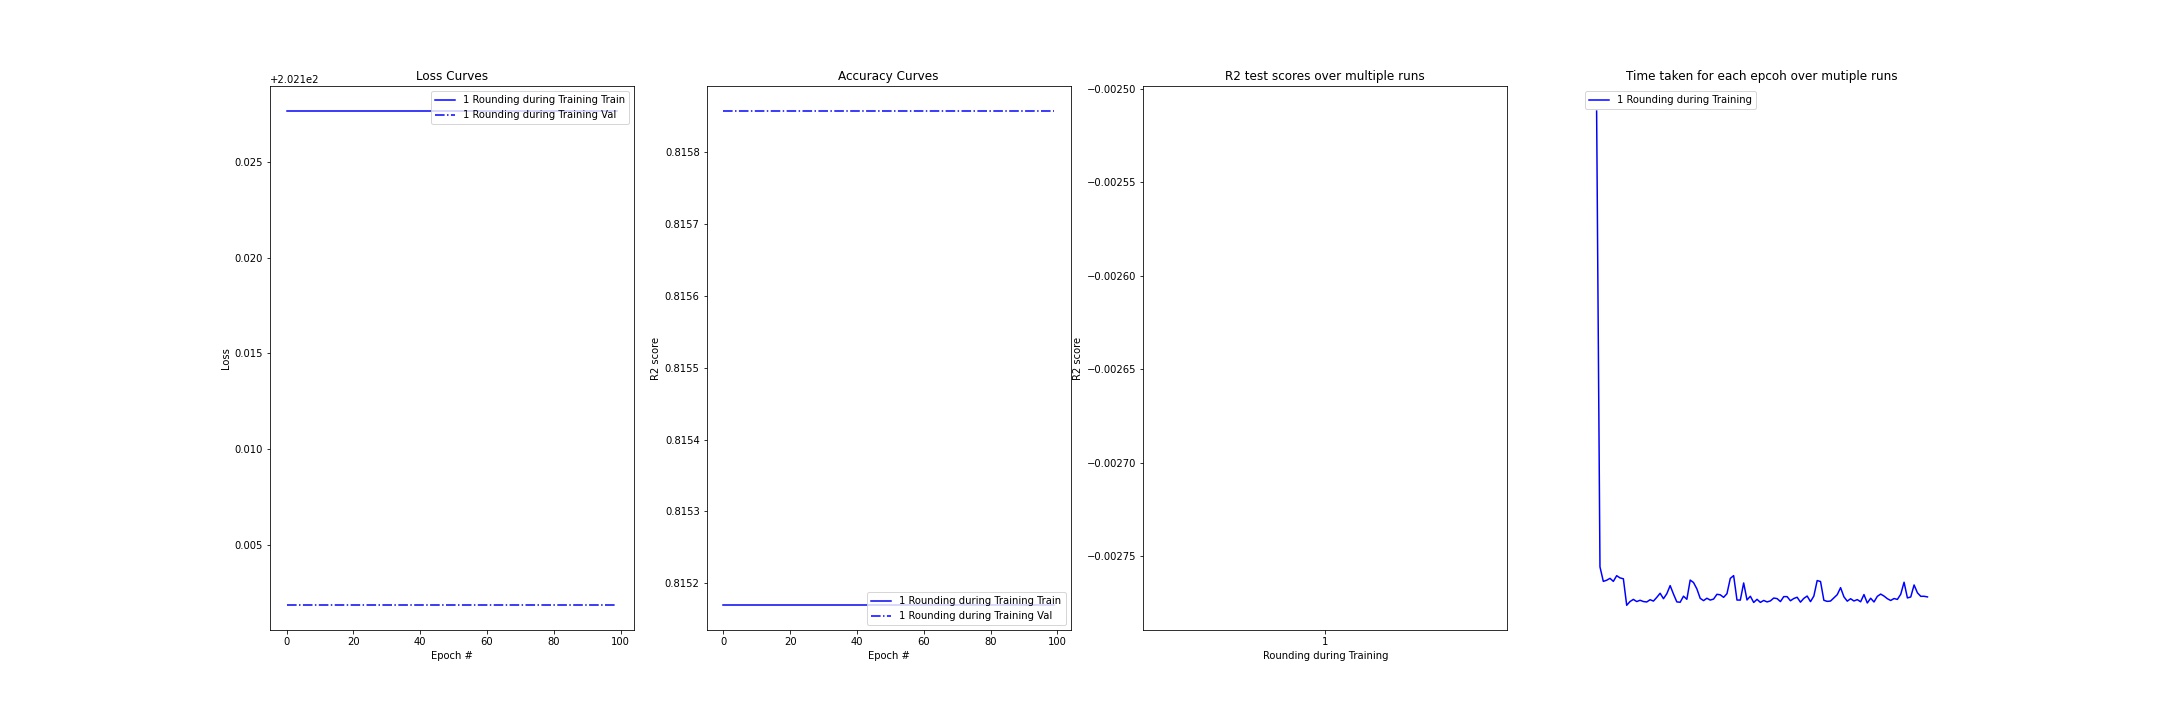 +2.021e2
Loss Curves
1 Rounding during Training Train
1 Rounding during Training Val
0.025
0.020
0.015
0.010
0.005
Loss
0 20 40 60 80 100
Epoch #
Accuracy Curves
0.8158
0.8157
0.8156
0.8155
0.8154
0.8153
0.8152
R2 score
1 Rounding during Training Train
1 Rounding during Training Val
0 20 40 60 80 100
Epoch #
R2 test scores over multiple runs
−0.00250
−0.00255
−0.00260
−0.00265
−0.00270
−0.00275
R2 score
1
Rounding during Training
Time taken for each epcoh over mutiple runs
1 Rounding during Training